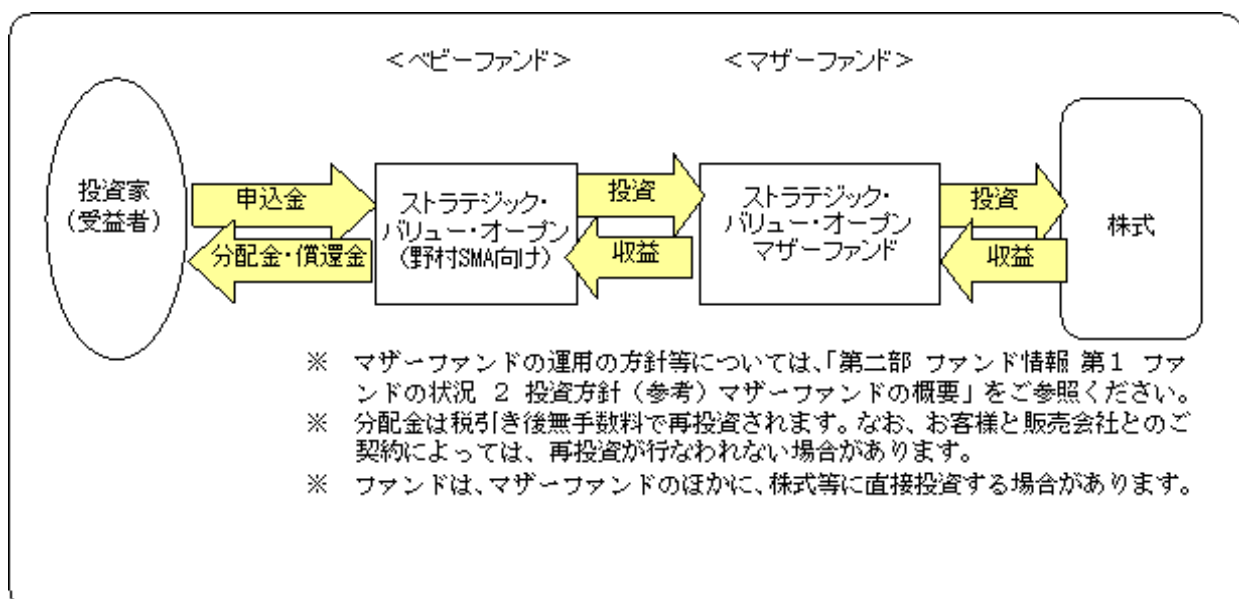 <ベビーファンド>
<マザーファンド>
投資家
(受益者)
申込金
分配金・償還金
ストラテジック・
バリュー・オープン
(野村SMA向け)
投資
収益
ストラテジック・
バリュー・オープン
マザーファンド
投資
収益
株式
※ マザーファンドの運用の方針等については、「第二部 ファンド情報 第1 ファ
ンドの状況 2 投資方針(参考)マザーファンドの概要」をご参照ください。
※ 分配金は税引き後無手数料で再投資されます。なお、お客様と販売会社とのご
契約によっては、再投資が行なわれない場合があります。
※ ファンドは、マザーファンドのほかに、株式等に直接投資する場合があります。